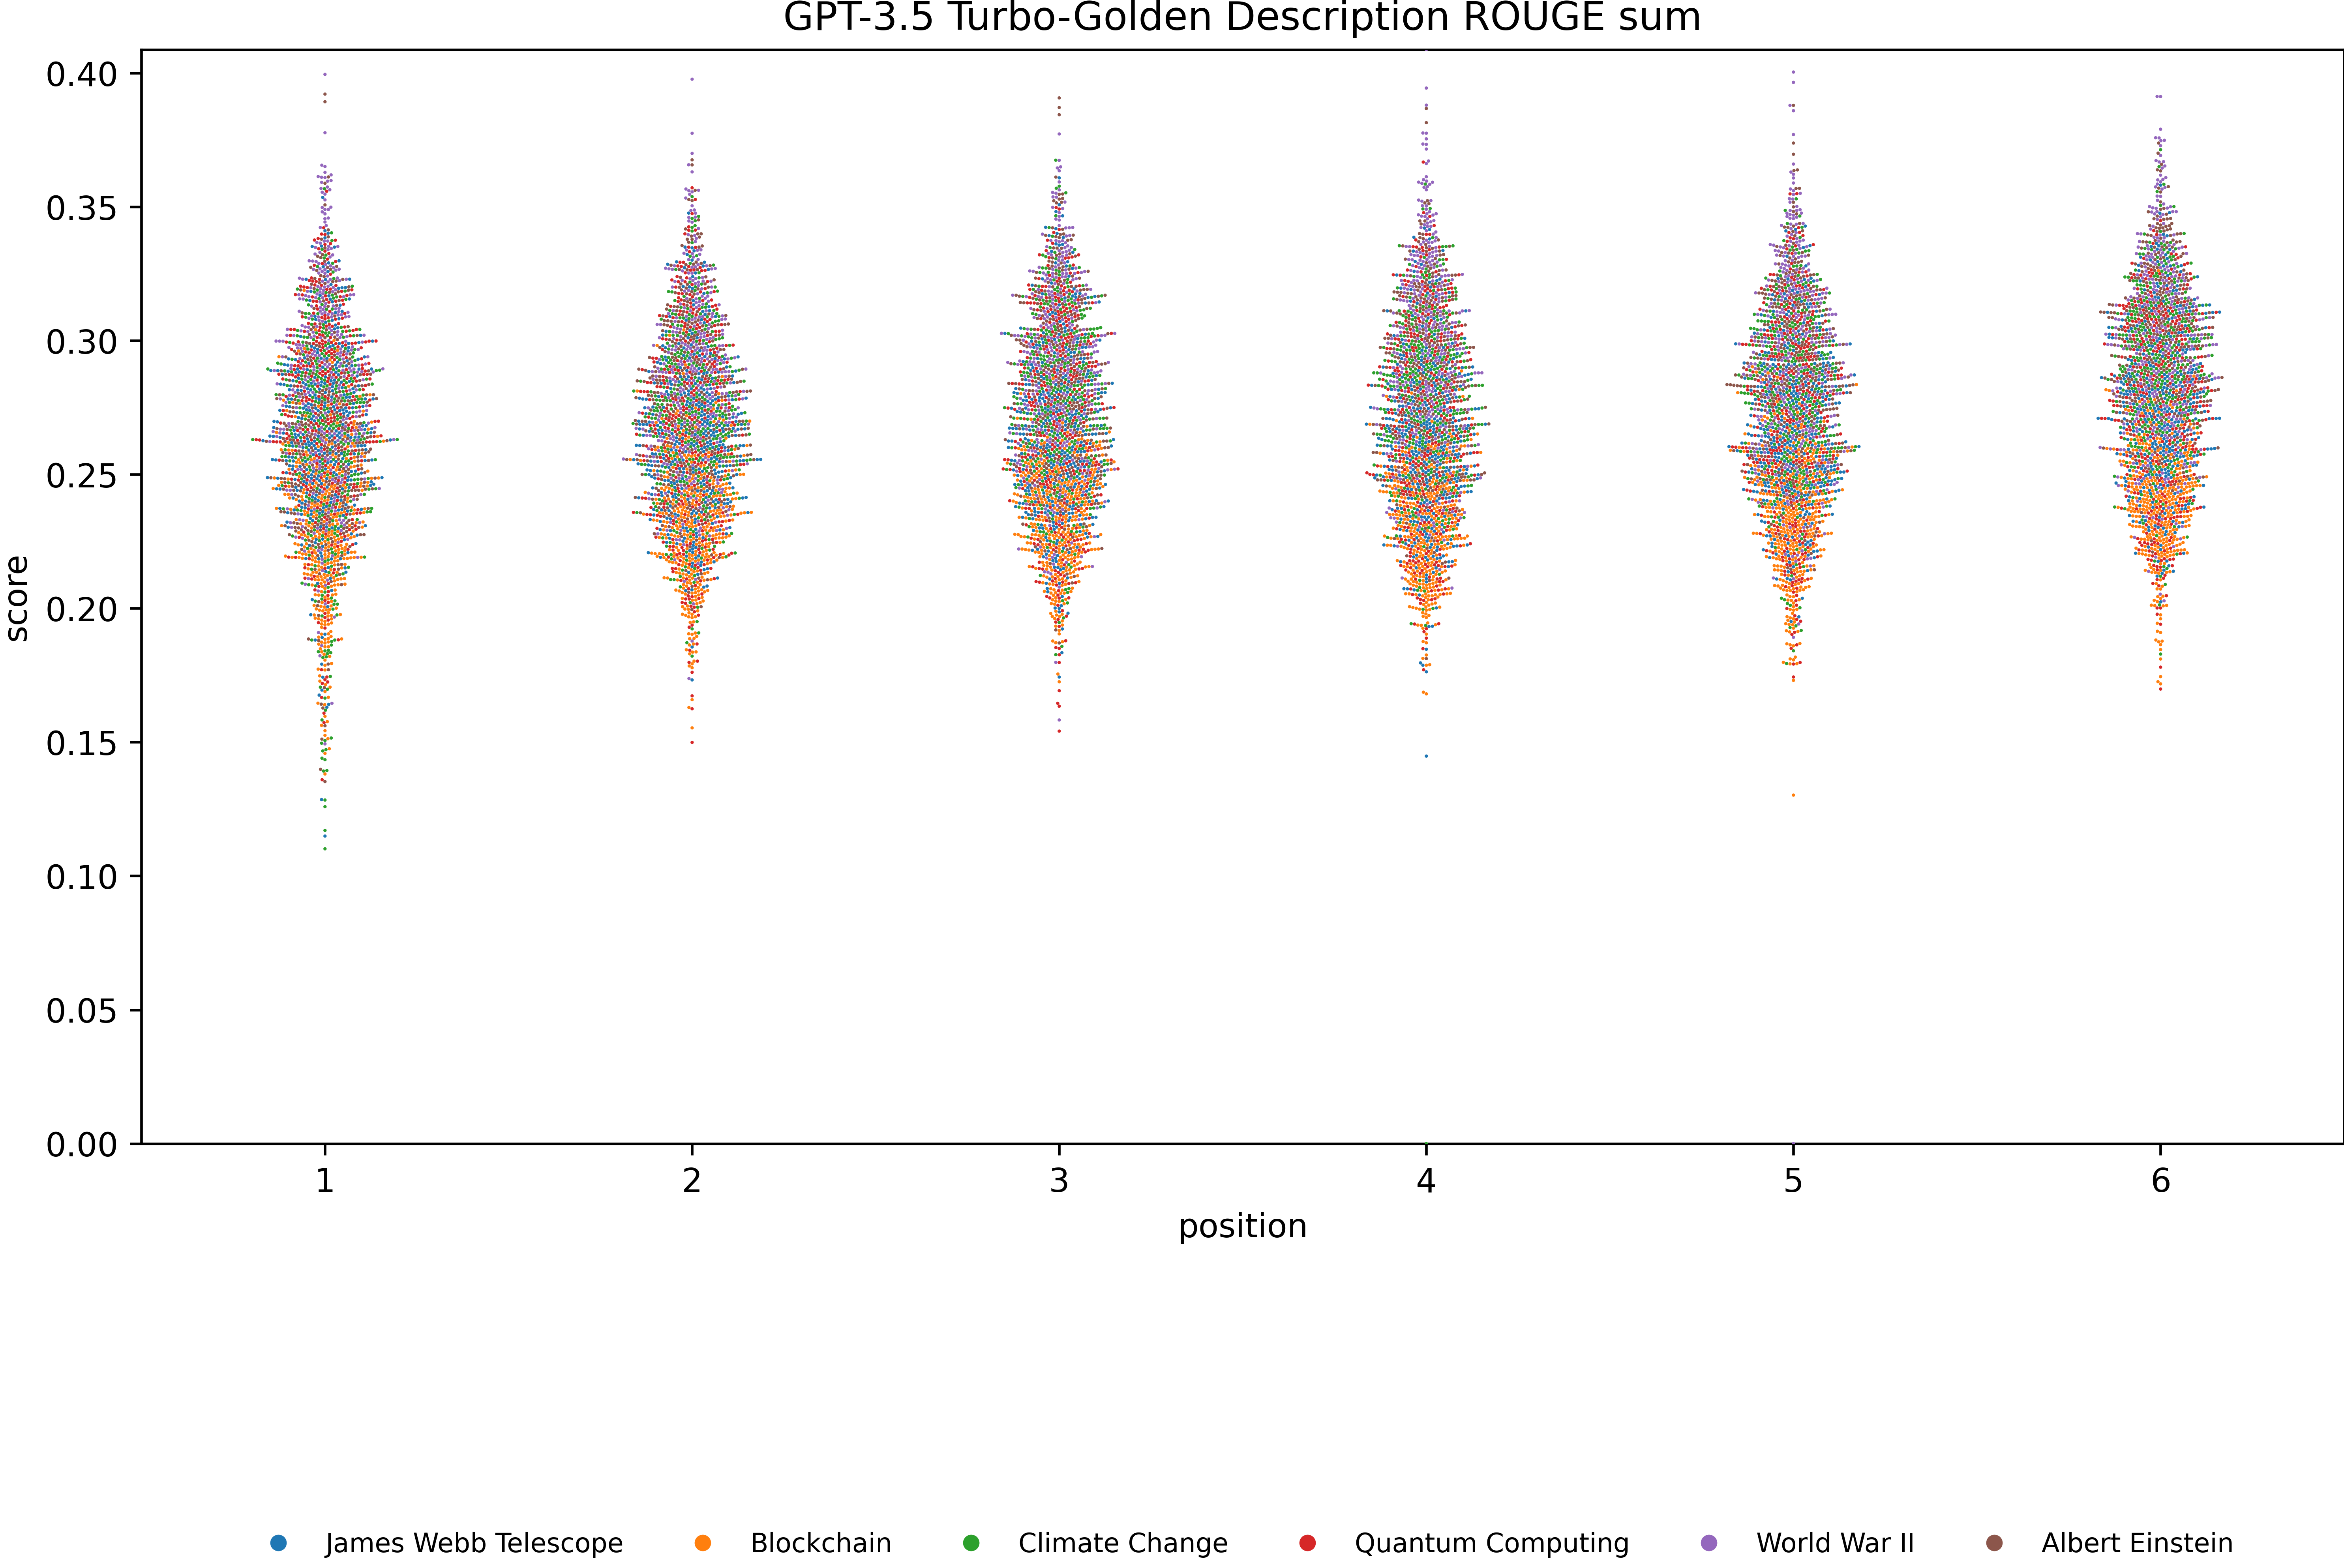 GPT-3.5 Turbo-Golden Description ROUGE sum
0.40
0.35
0.30
0.25
0.20
0.15
0.10
0.05
0.00
score
1 2 3 4 5 6
position
James Webb Telescope Blockchain Climate Change Quantum Computing World War II Albert Einstein